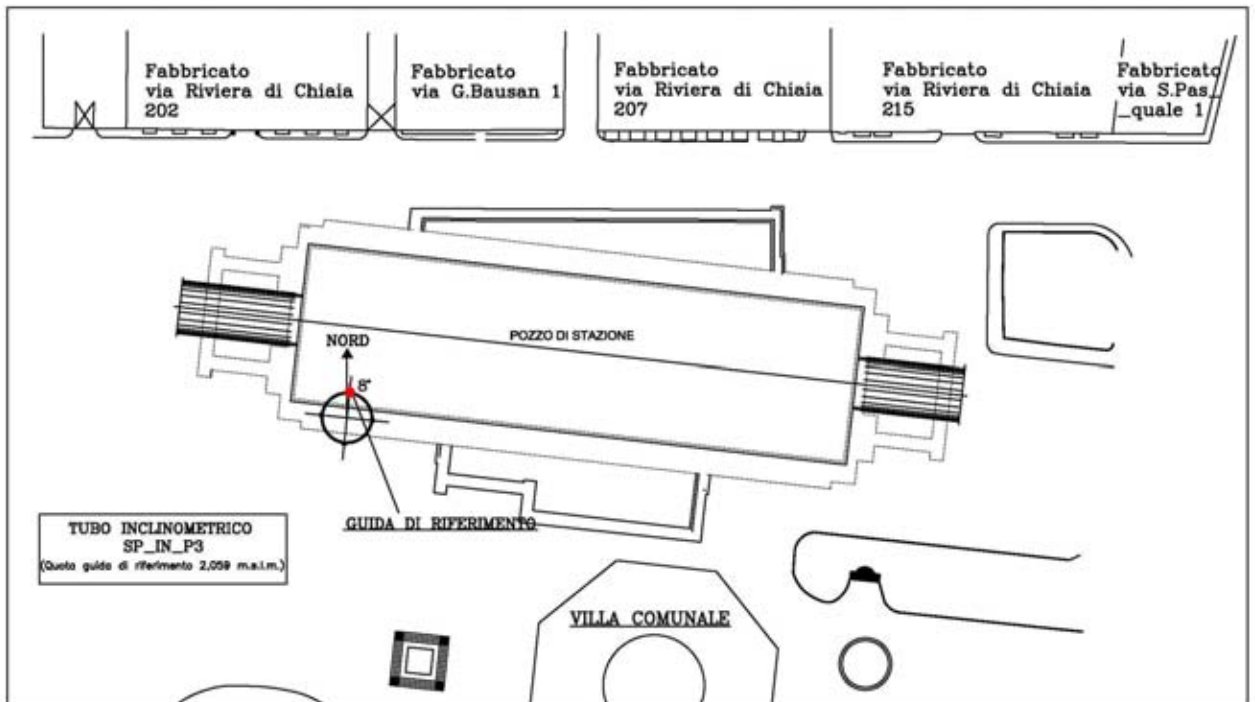 Fabbricato
via Riviera di Chiaia
202
Fabbricato
via G.Bausan 1
Fabbricato
via Riviera di Chiaia
207
Fabbricato
via Riviera di Chiaia
215
Fabbricato
via S.Pas_
_quale 1
POZZO DI STAZIONE
NORD
8°
GUIDA DI RIFERIMENTO
TUBO INCLINOMETRICO
SP_IN_P3
(Quota guida di riferimento 2,059 m.s.l.m.)
VILLA COMUNALE